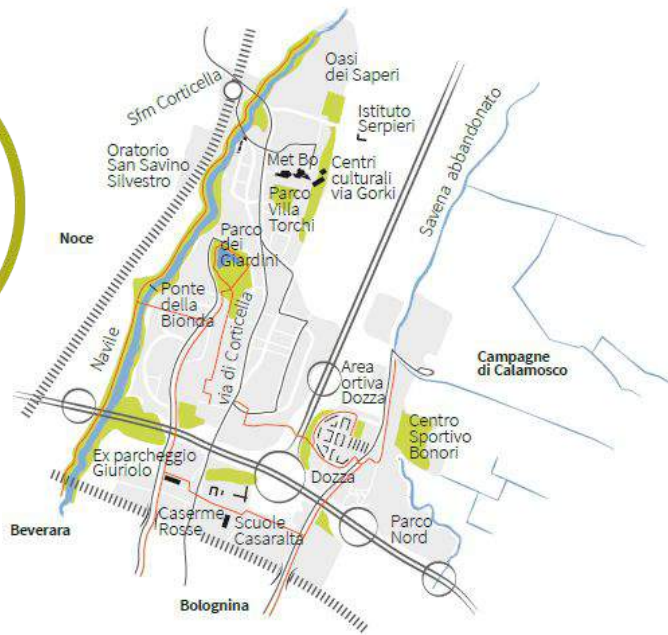 Oasi
dei Saperi
Sfm Corticella
Istituto
Serpieri
Savena abbandonato
Oratorio
San Savino
Silvestro
Met Bp
Centri
culturali
via Gorki
Parco
Villa
Torchi
Noce
Parco
dei
Giardini
Ponte
della
Bionda
Navile
via di Corticella
Area
ortiva
Dozza
Campagne
di Calamosco
Centro
Sportivo
Bonori
Ex parcheggio
Giuriolo
Dozza
Caserme
Rosse
Scuole
Casaralta
Parco
Nord
Beverara
Bolognina